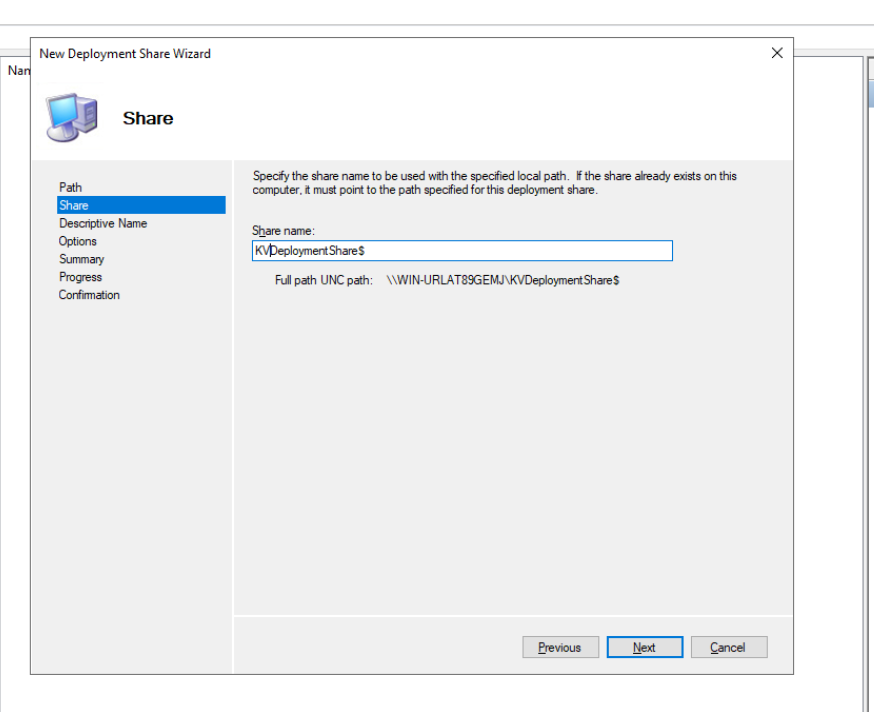 New Deployment Share Wizard
Nan
Share
Path
Share
Descriptive Name
Options
Summary
Progress
Confirmation
Specify the share name to be used with the specified local path. If the share already exists on this
computer, it must point to the path specified for this deployment share.
Share name:
KVDeploymentShare$
Full path UNC path: \\WIN-URLAT89GEMJ\KVDeploymentShare$
Previous Next Cancel